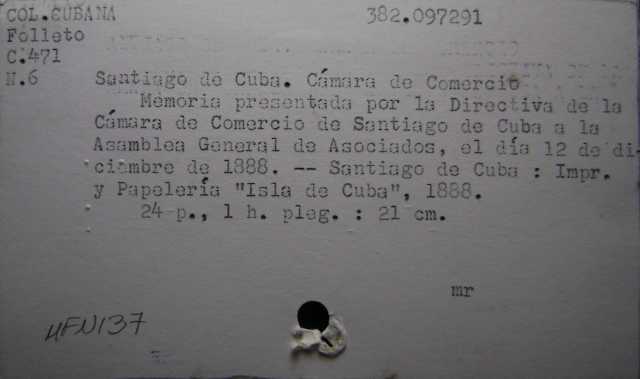 COL.CUBANA 382.097291
Folleto
C.471
N.6 Santiago de Cuba. Cámara de Comercio
Memoria presentada por la Directiva de la
Cámara de Comercio de Santiago de Cuba a la
Asamblea General de Asociados, el día 12 de di-
ciembre de 1888. -- Santiago de Cuba : Impr.
y Papelería "Isla de Cuba", 1888.
24 p., 1 h. pleg. : 21 cm.
mr
MFN137